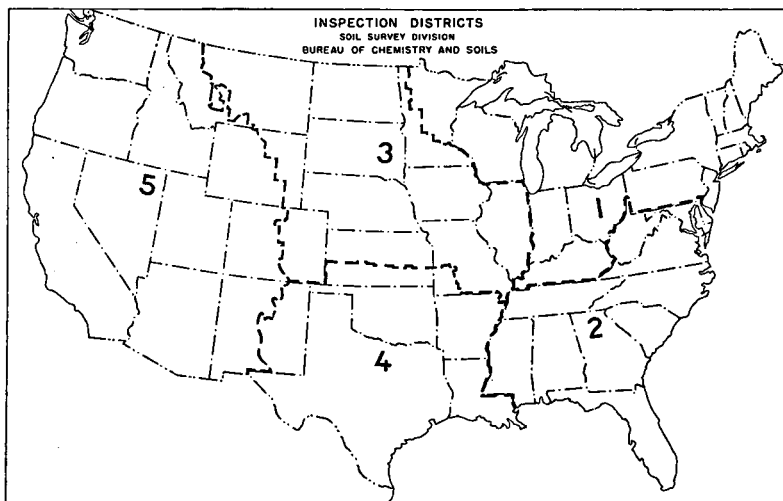 INSPECTION DISTRICTS
SOIL SURVEY DIVISION
BUREAU OF CHEMISTRY AND SOILS
3
5
1
2
4